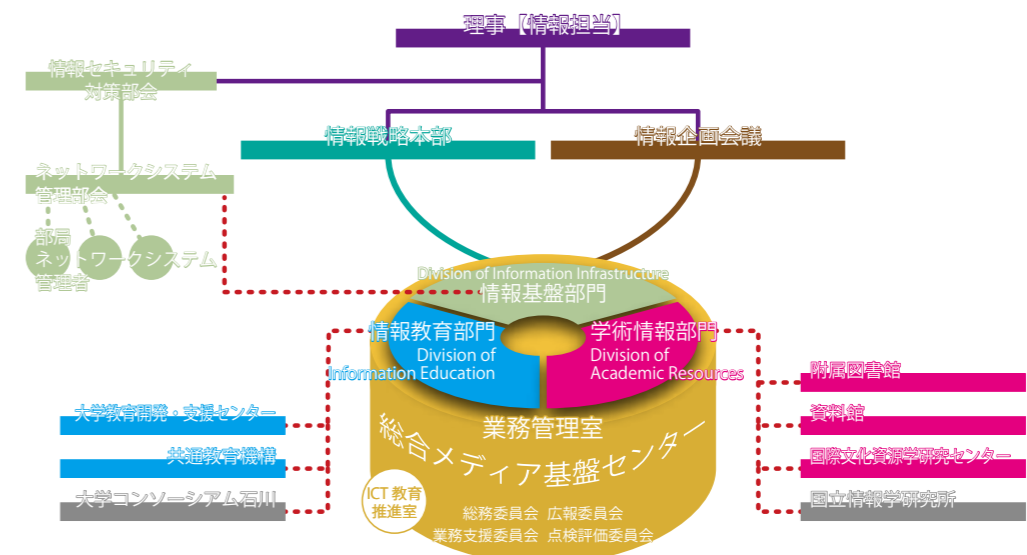 理事【情報担当】
情報セキュリティ
対策部会
情報戦略本部
情報企画会議
ネットワークシステム
管理部会
部局
ネットワークシステム
管理者
Division of Information Infrastructure
情報基盤部門
情報教育部門
Division of
Information Education
学術情報部門
Division of
Academic Resources
大学教育開発・支援センター
共通教育機構
大学コンソーシアム石川
附属図書館
資料館
国際文化資源学研究センター
国立情報学研究所
業務管理室
総合メディア基盤センター
ICT 教育
推進室
総務委員会 広報委員会
業務支援委員会 点検評価委員会